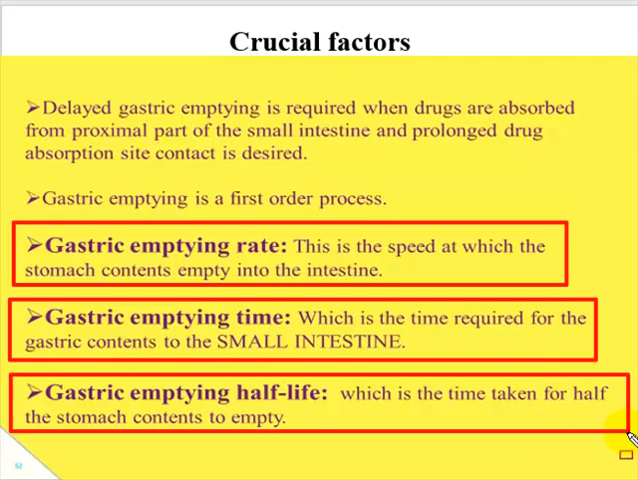 Crucial factors
➢Delayed gastric emptying is required when drugs are absorbed
from proximal part of the small intestine and prolonged drug
absorption site contact is desired.
➢Gastric emptying is a first order process.
➢Gastric emptying rate: This is the speed at which the
stomach contents empty into the intestine.
➢Gastric emptying time: Which is the time required for the
gastric contents to the SMALL INTESTINE.
➢Gastric emptying half-life: which is the time taken for half
the stomach contents to empty.